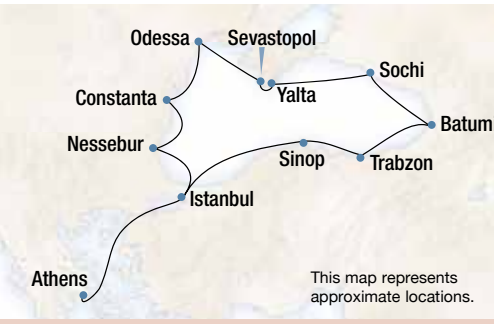 Odessa
Sevastopol
Sochi
Constanta
Yalta
Batum
Nessebur
Sinop
Trabzon
Istanbul
Athens
This map represents
approximate locations.